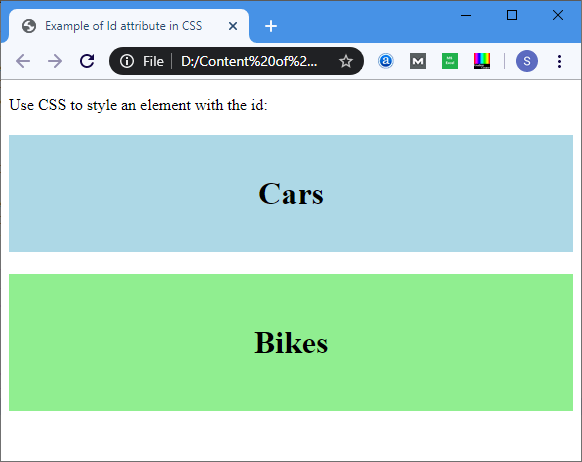 Example of Id attribute in CSS
File D:/Content%20of%2...
S
Use CSS to style an element with the id:
Cars
Bikes